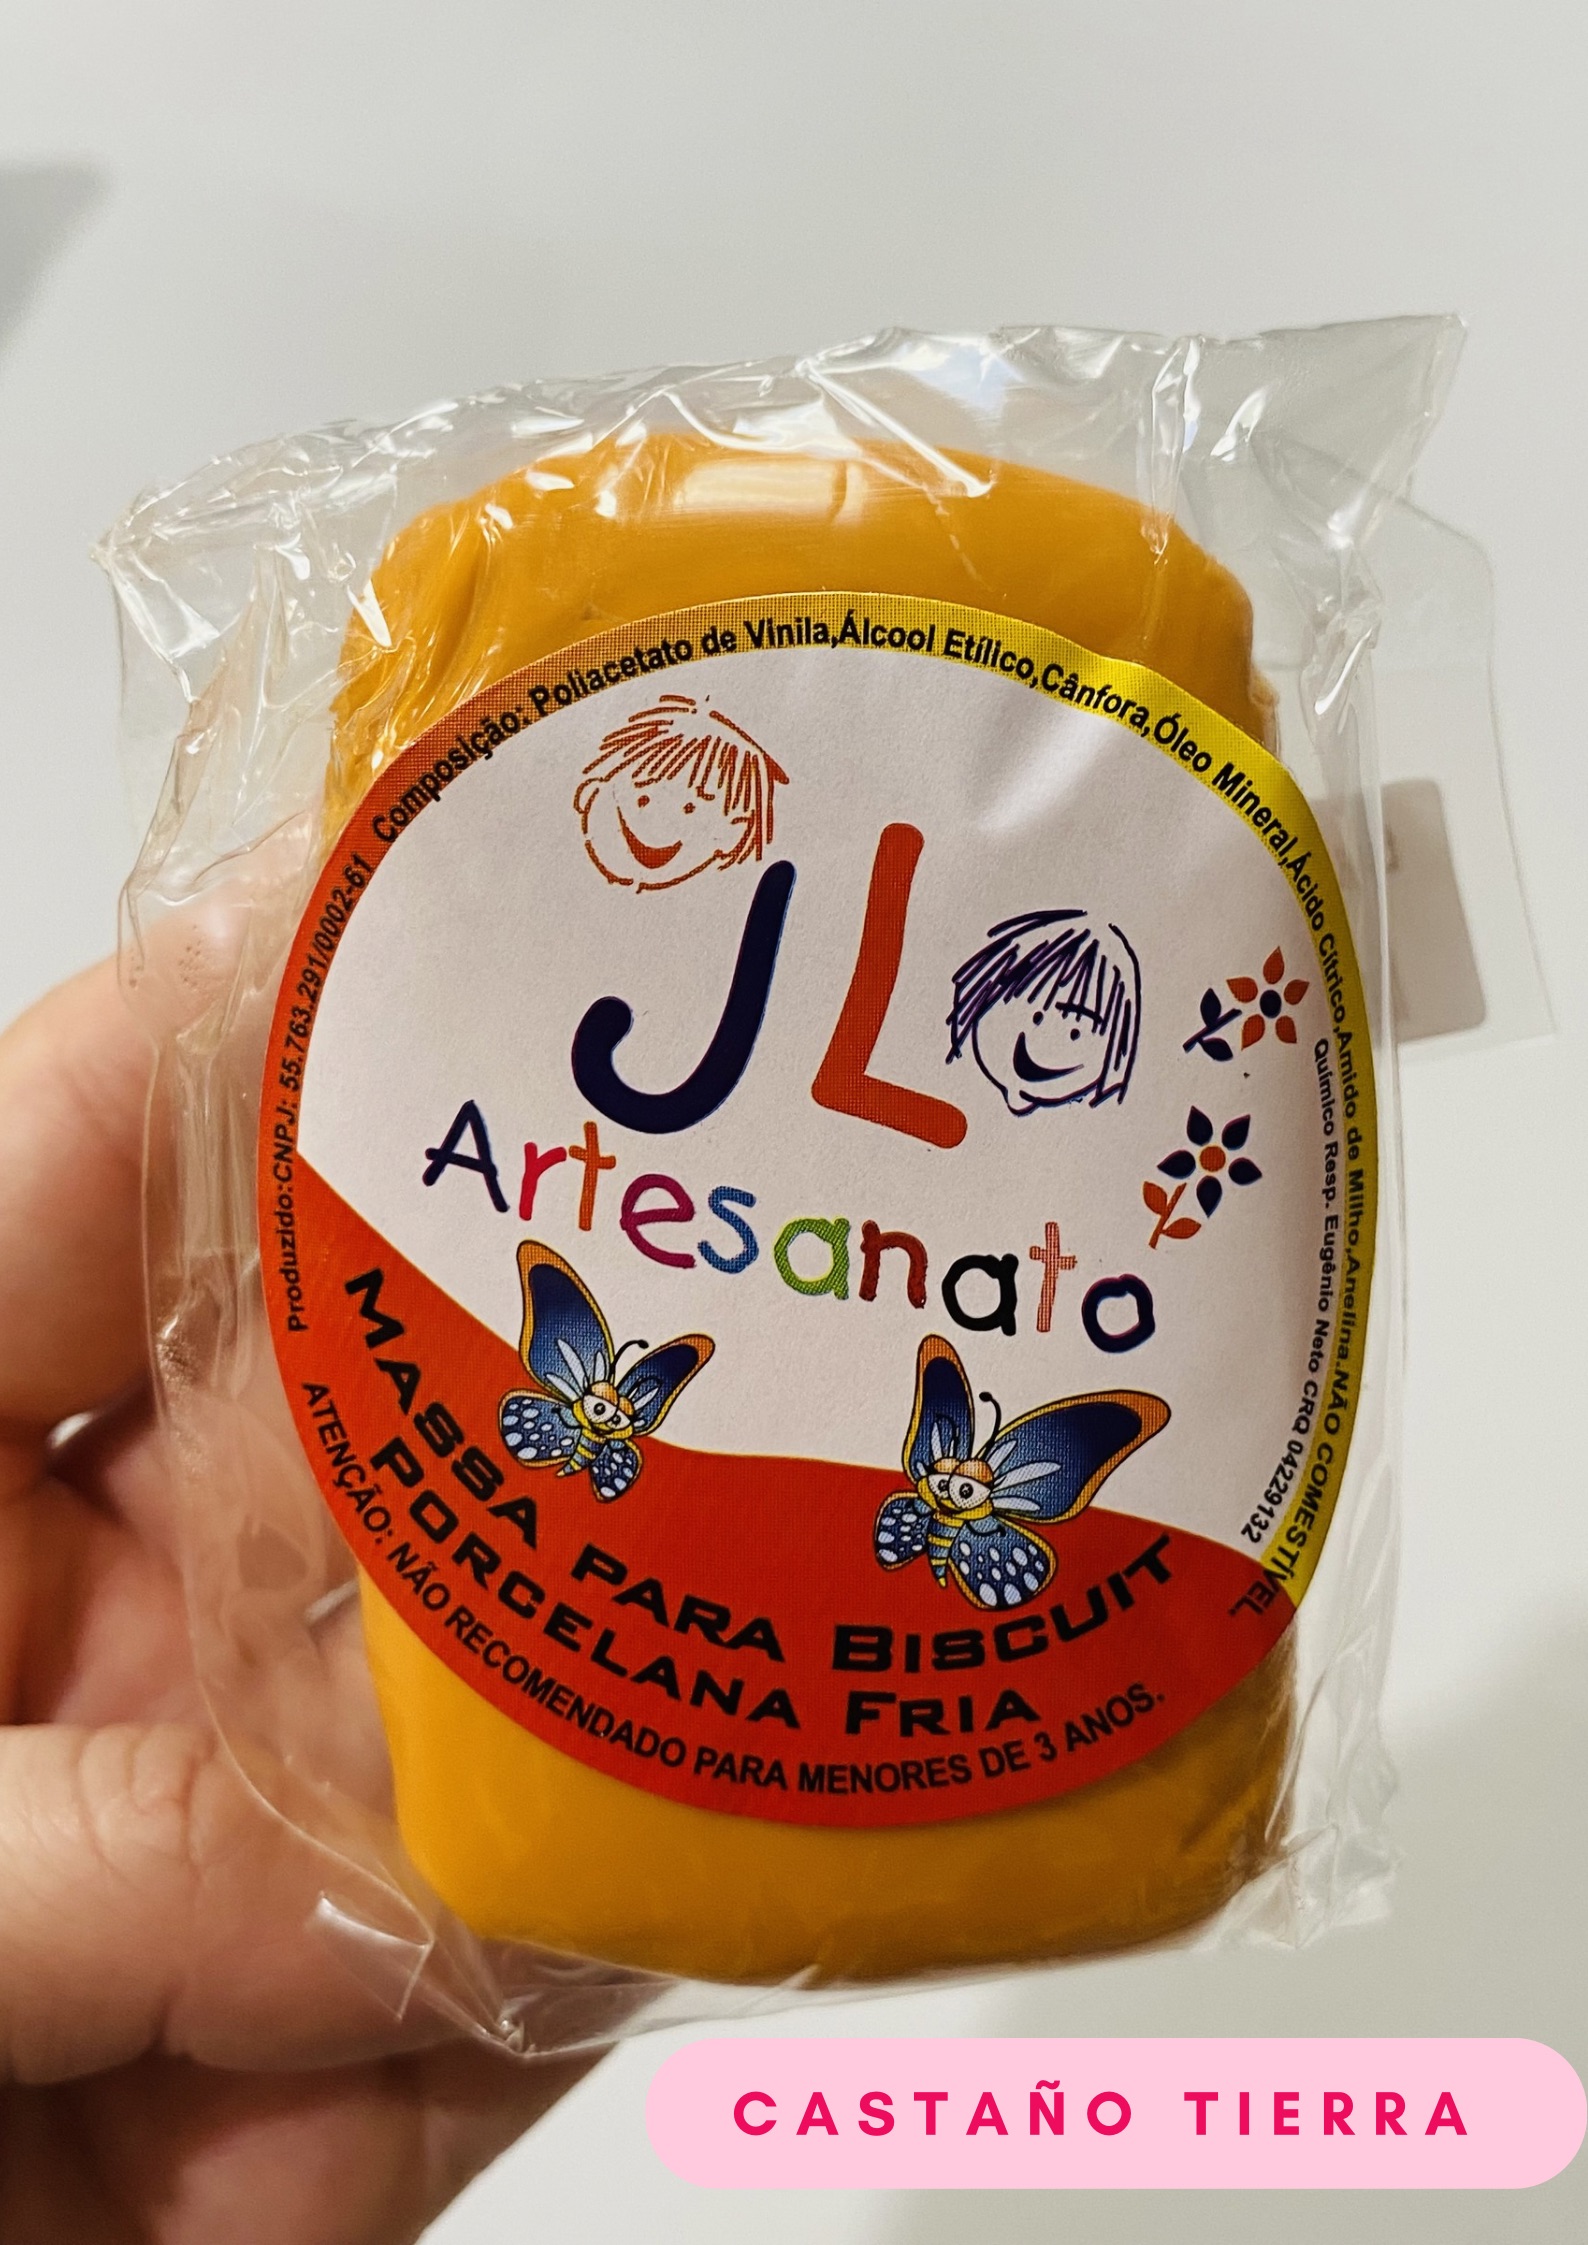 Composição: Poliacetato de Vinila,Álcool Etílico,Cânfora,Óleo Mineral,Ácido Cítrico,Amido de Milho,Anelina.NÃO COMESTÍVEL.
Químico Resp. Eugênio Neto CRQ 04229132
Produzido:CNPJ: 55.763.291/0002-61
JL
Artesanato
MASSA PARA BISCUIT
PORCELANA FRIA
ATENÇÃO: NÃO RECOMENDADO PARA MENORES DE 3 ANOS.
CASTAÑO TIERRA